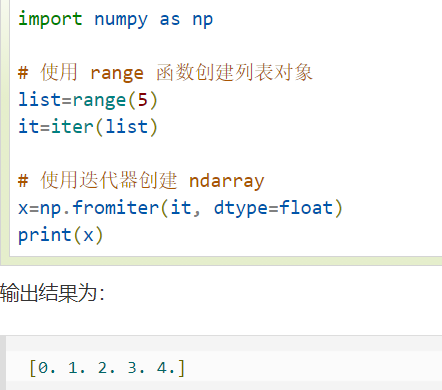 import numpy as np
# 使用 range 函数创建列表对象
list=range(5)
it=iter(list)
# 使用迭代器创建 ndarray
x=np.fromiter(it, dtype=float)
print(x)
输出结果为：
[0. 1. 2. 3. 4.]